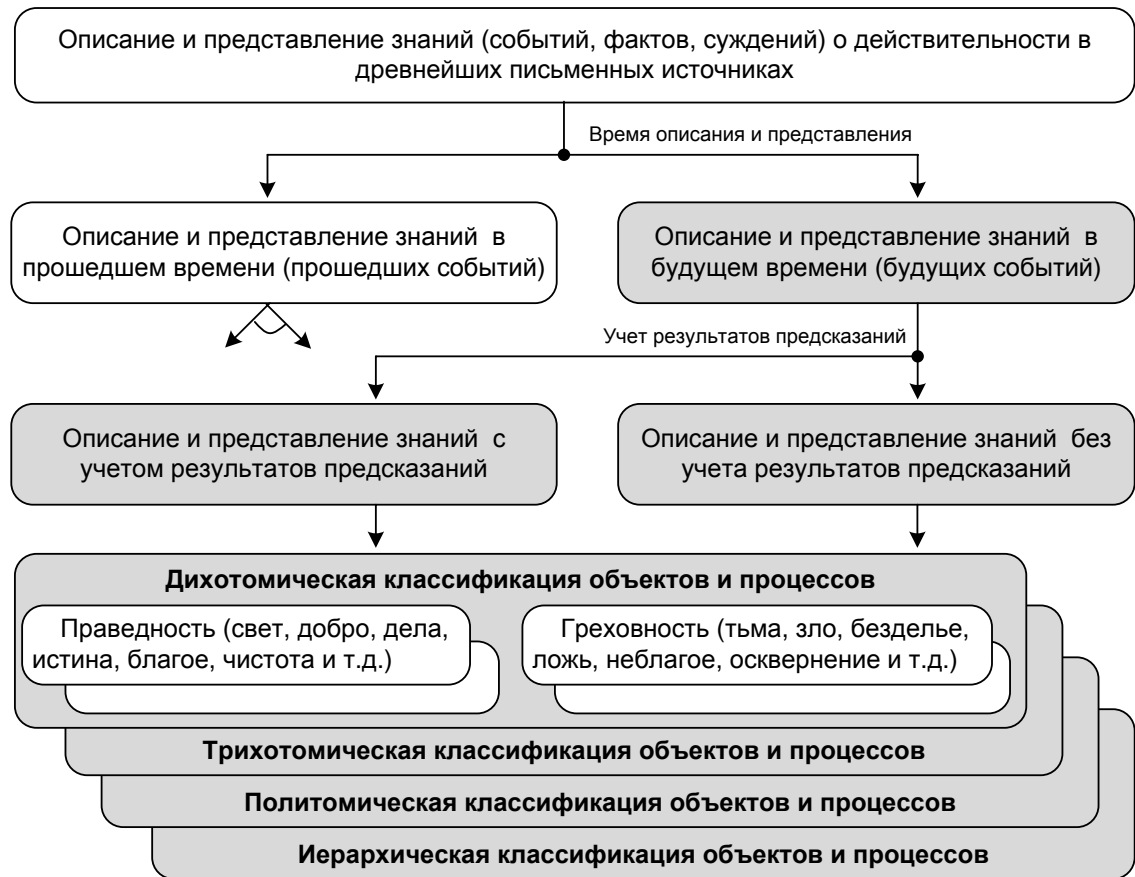 Описание и представление знаний (событий, фактов, суждений) о действительности в
древнейших письменных источниках
Время описания и представления
Описание и представление знаний в
прошедшем времени (прошедших событий)
Описание и представление знаний в
будущем времени (будущих событий)
Учет результатов предсказаний
Описание и представление знаний с
учетом результатов предсказаний
Описание и представление знаний без
учета результатов предсказаний
Дихотомическая классификация объектов и процессов
Праведность (свет, добро, дела,
истина, благое, чистота и т.д.)
Греховность (тьма, зло, безделье,
ложь, неблагое, осквернение и т.д.)
Трихотомическая классификация объектов и процессов
Политомическая классификация объектов и процессов
Иерархическая классификация объектов и процессов